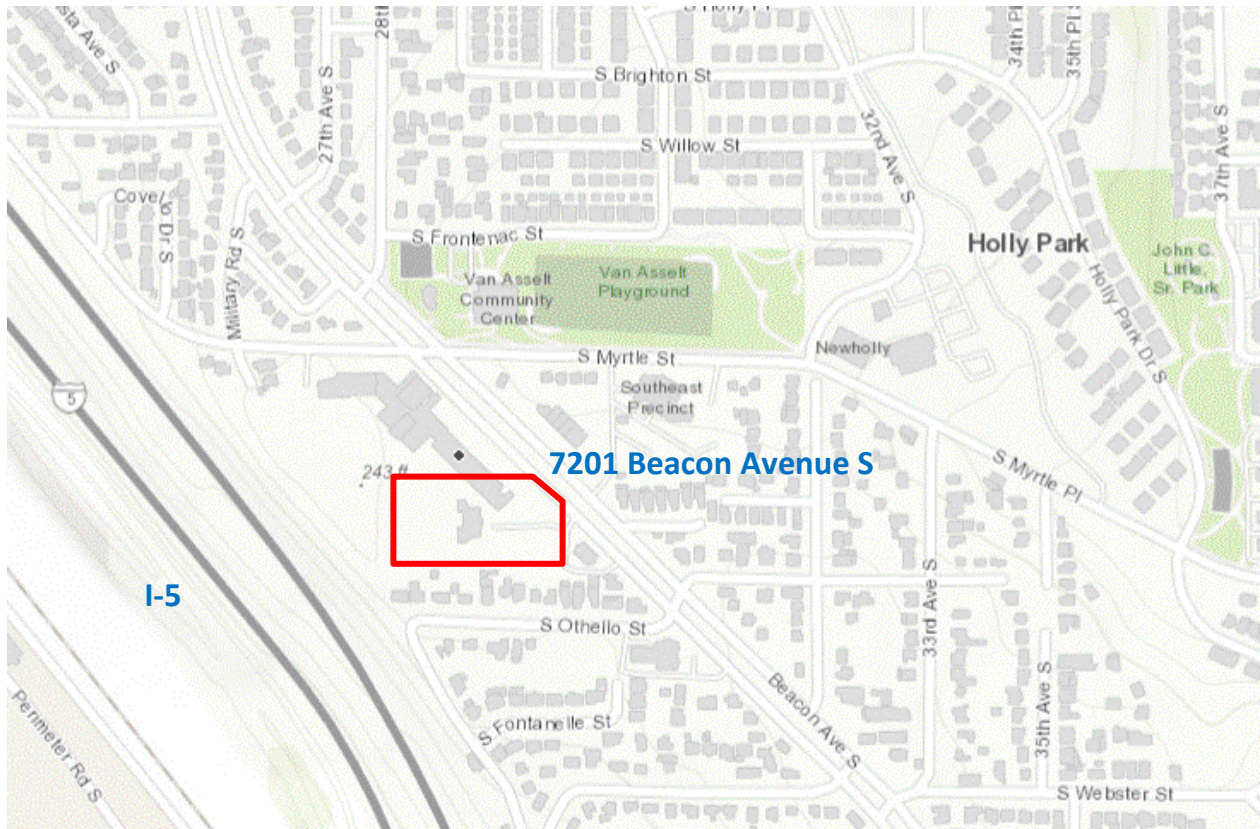 S Holly Pl
28th
34th Pl
35th Pl S
sta Ave S
S Brighton St
27th Ave S
32nd Ave S
37th Ave S
S Willow St
Cove
Military Rd S
S Frontenac St
Holly Park
John C.
Little,
Sr. Park
Van Asselt
Community
Center
Van Asselt
Playground
Holly Park Dr S
S Myrtle St
Newholly
5
Southeast
Precinct
243 ft
7201 Beacon Avenue S
S Myrtle Pl
I-5
S Othello St
33rd Ave S
35th Ave S
Perimeter Rd S
S Fontanelle St
Beacon Ave S
S Webster St